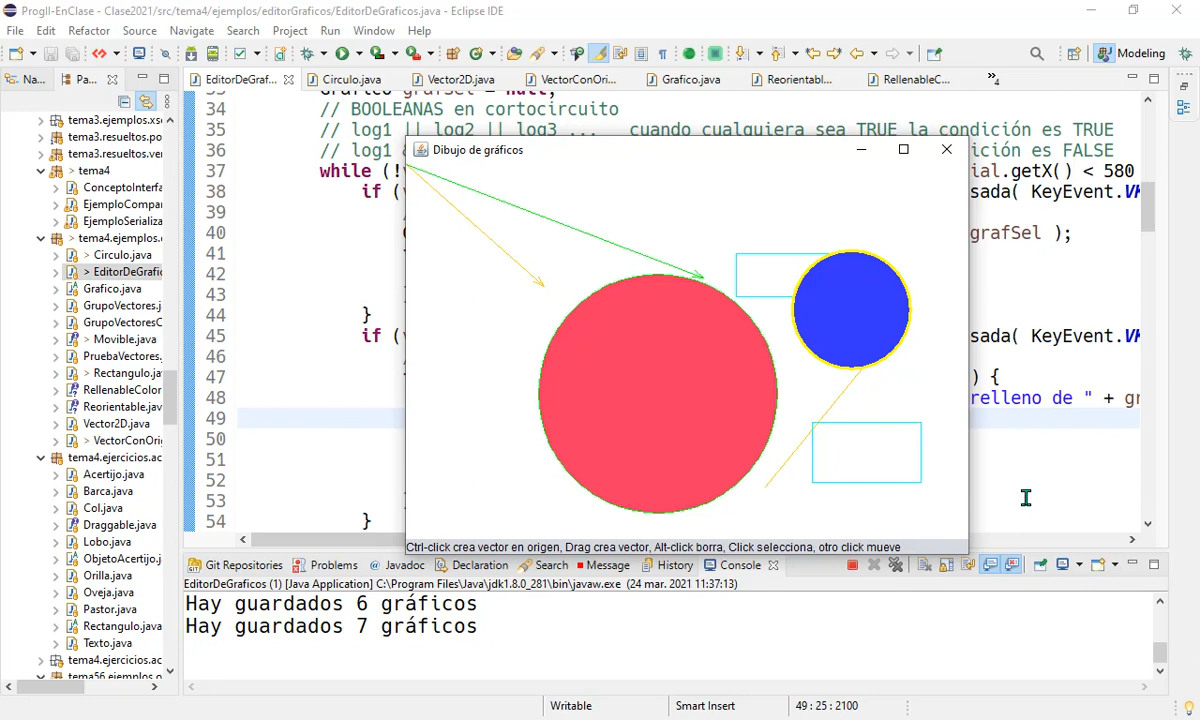 ProgII-EnClase - Clase2021/src/tema4/ejemplos/editorGraficos/EditorDeGraficos.java - Eclipse IDE
File Edit Refactor Source Navigate Search Project Run Window Help
Modeling
Na... Pa...
EditorDeGraf... Circulo.java Vector2D.java VectorConOri... Grafico.java Reorientabl... RellenableC... 4
tema3.ejemplos.xs
tema3.resueltos.po
tema3.resueltos.ver
> tema4
ConceptoInterfa
EjemploCompar
EjemploSerializa
> tema4.ejemplos.
> Circulo.java
> EditorDeGrafic
Grafico.java
GrupoVectores.j
GrupoVectoresC
> Movible.java
PruebaVectores.
> Rectangulo.java
RellenableColor
Reorientable.jav
Vector2D.java
> VectorConOrig
tema4.ejercicios.ac
Acertijo.java
Barca.java
Col.java
Draggable.java
Lobo.java
ObjetoAcertijo.j
Orilla.java
Oveja.java
Pastor.java
Rectangulo.java
Texto.java
tema4.ejercicios.ac
tema56.ejemplos.o
34 // BOOLEANAS en cortocircuito
35 // log1 || log2 || log3 ... cuando cualquiera sea TRUE la condición es TRUE
36 // log1 ición es FALSE
37 while (! ial.getX() < 580
38 if ( sada( KeyEvent.VK
39
40 grafSel );
41
42
43
44 }
45 if ( sada( KeyEvent.VK
46
47 ) {
48 relleno de " + gr
49
50
51
52
53
54 }
Dibujo de gráficos
Ctrl-click crea vector en origen, Drag crea vector, Alt-click borra, Click selecciona, otro click mueve
Git Repositories Problems Javadoc Declaration Search Message History Console
EditorDeGraficos (1) [Java Application] C:\Program Files\Java\jdk1.8.0_281\bin\javaw.exe (24 mar. 2021 11:37:13)
Hay guardados 6 gráficos
Hay guardados 7 gráficos
Writable Smart Insert 49 : 25 : 2100